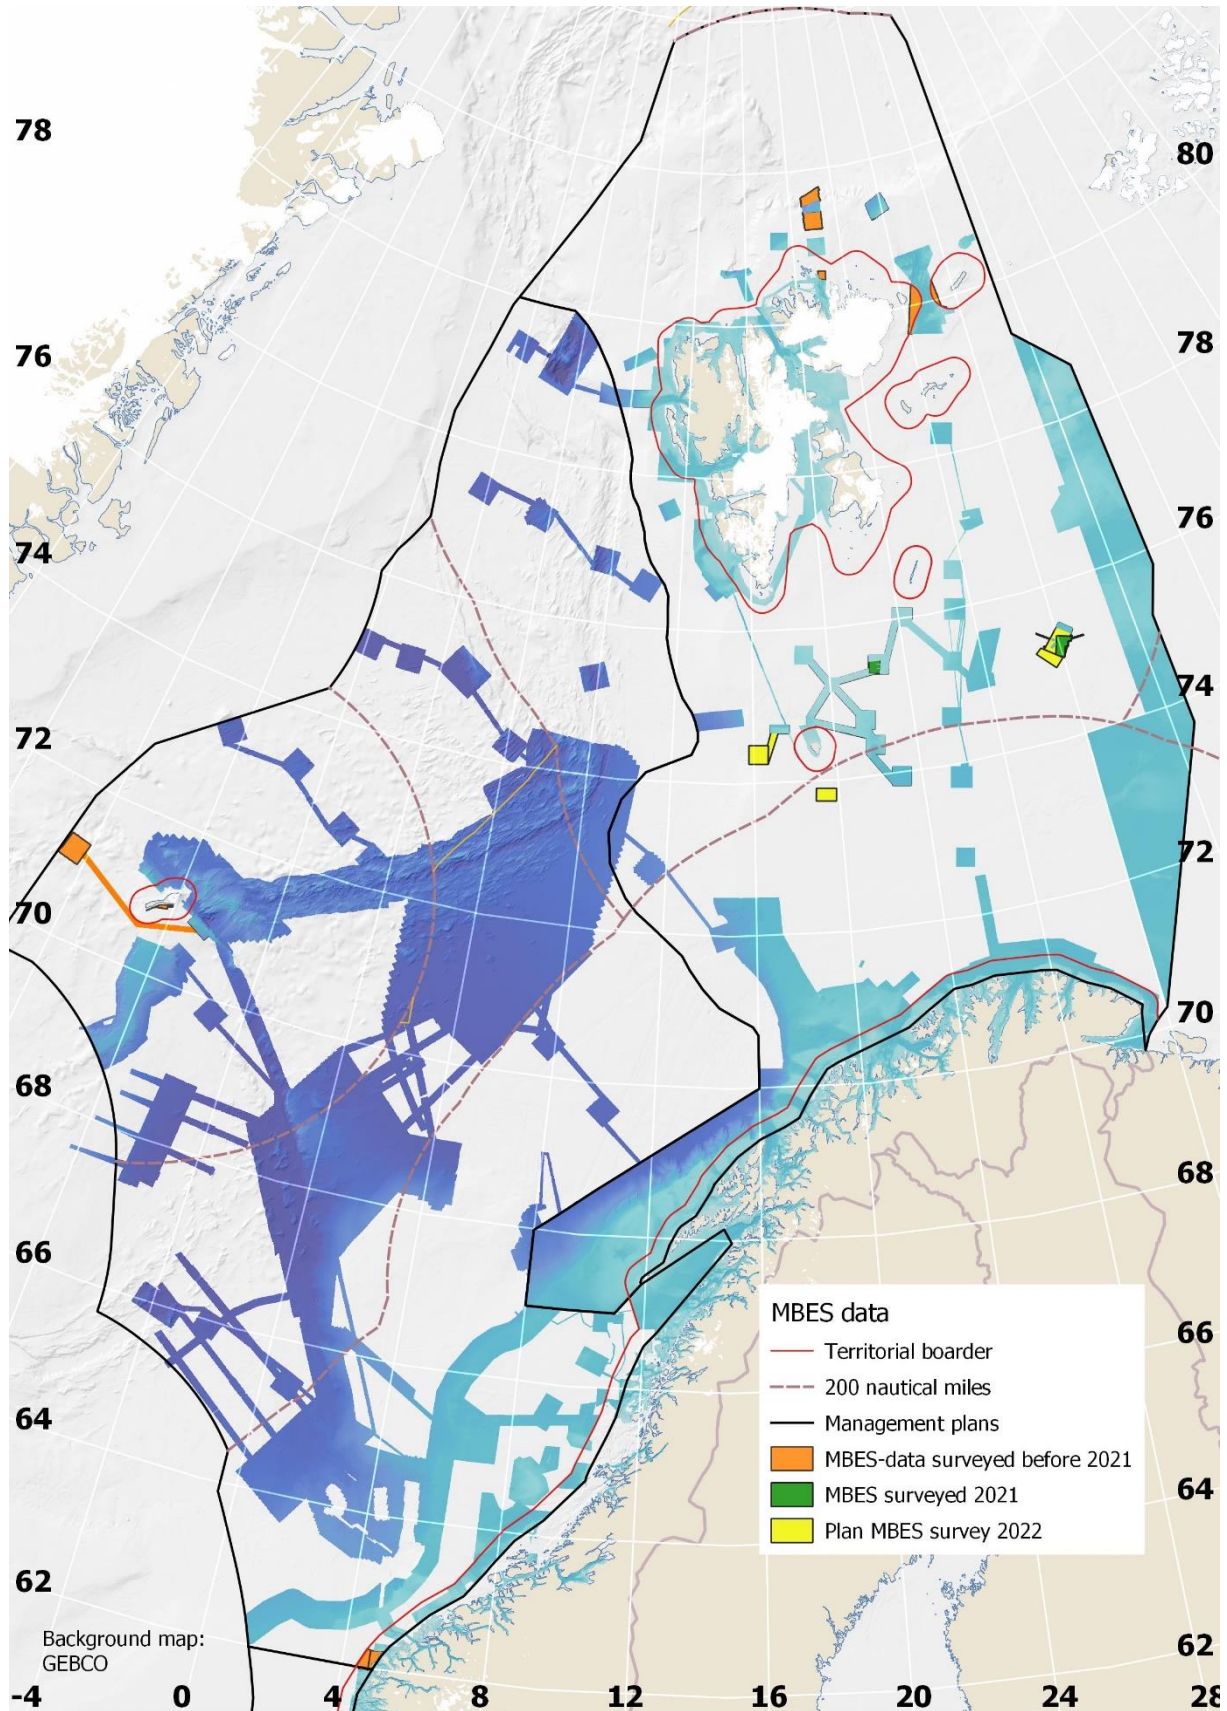 78
80
76
78
74
76
72
74
70
72
68
70
66
68
64
66
62
64
62
MBES data
Territorial boarder
200 nautical miles
Management plans
MBES-data surveyed before 2021
MBES surveyed 2021
Plan MBES survey 2022
Background map:
GEBCO
-4 0 4 8 12 16 20 24 28